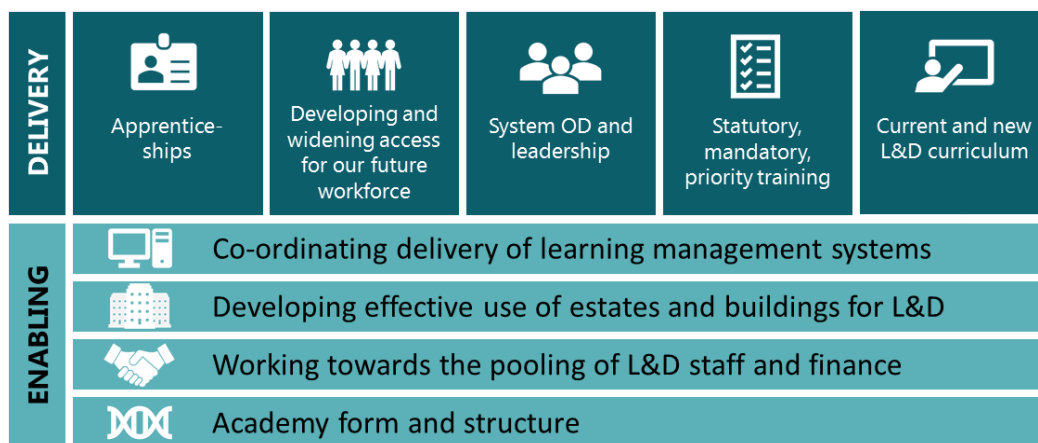 DELIVERY
Apprentice-
ships
Developing and
widening access
for our future
workforce
System OD and
leadership
Statutory,
mandatory,
priority training
Current and new
L&D curriculum
ENABLING
Co-ordinating delivery of learning management systems
Developing effective use of estates and buildings for L&D
Working towards the pooling of L&D staff and finance
Academy form and structure